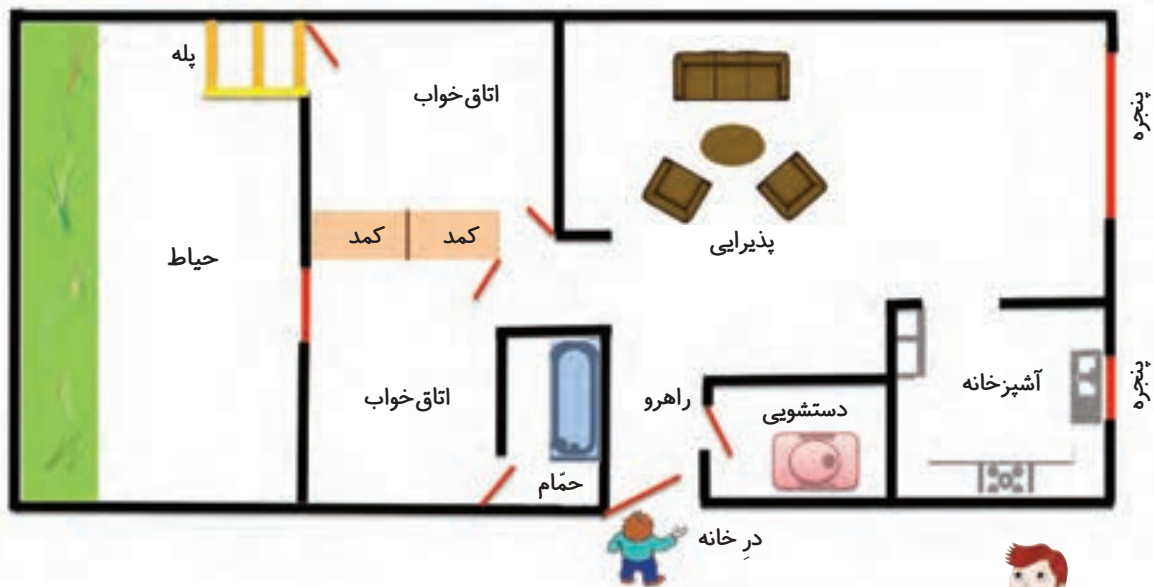 پله
اتاق‌خواب
پنجره
کمد
کمد
پذیرایی
حیاط
اتاق‌خواب
راهرو
دستشویی
آشپزخانه
پنجره
حمّام
درِ خانه